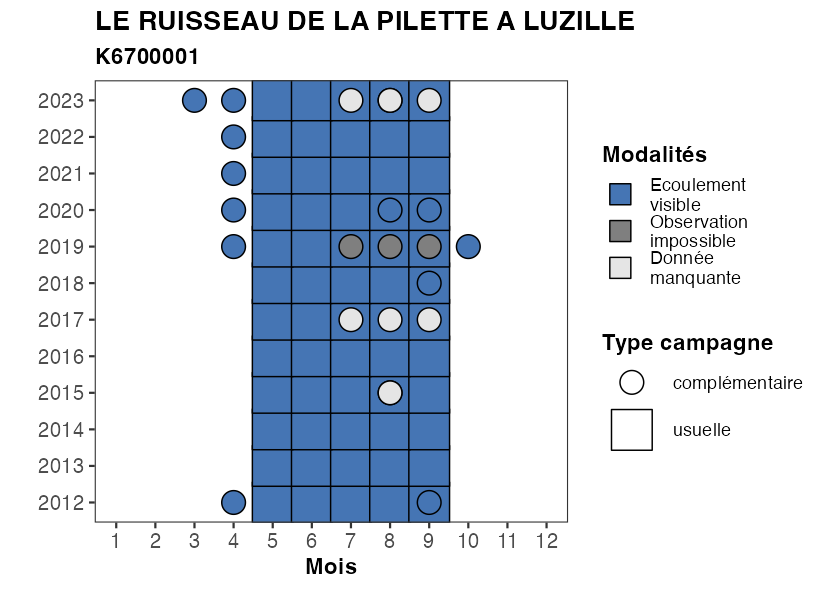 LE RUISSEAU DE LA PILETTE A LUZILLE
K6700001
2023
2022
2021
2020
2019
2018
2017
2016
2015
2014
2013
2012
1 2 3 4 5 6 7 8 9 10 11 12
Mois
Modalités
Ecoulement
visible
Observation
impossible
Donnée
manquante
Type campagne
complémentaire
usuelle